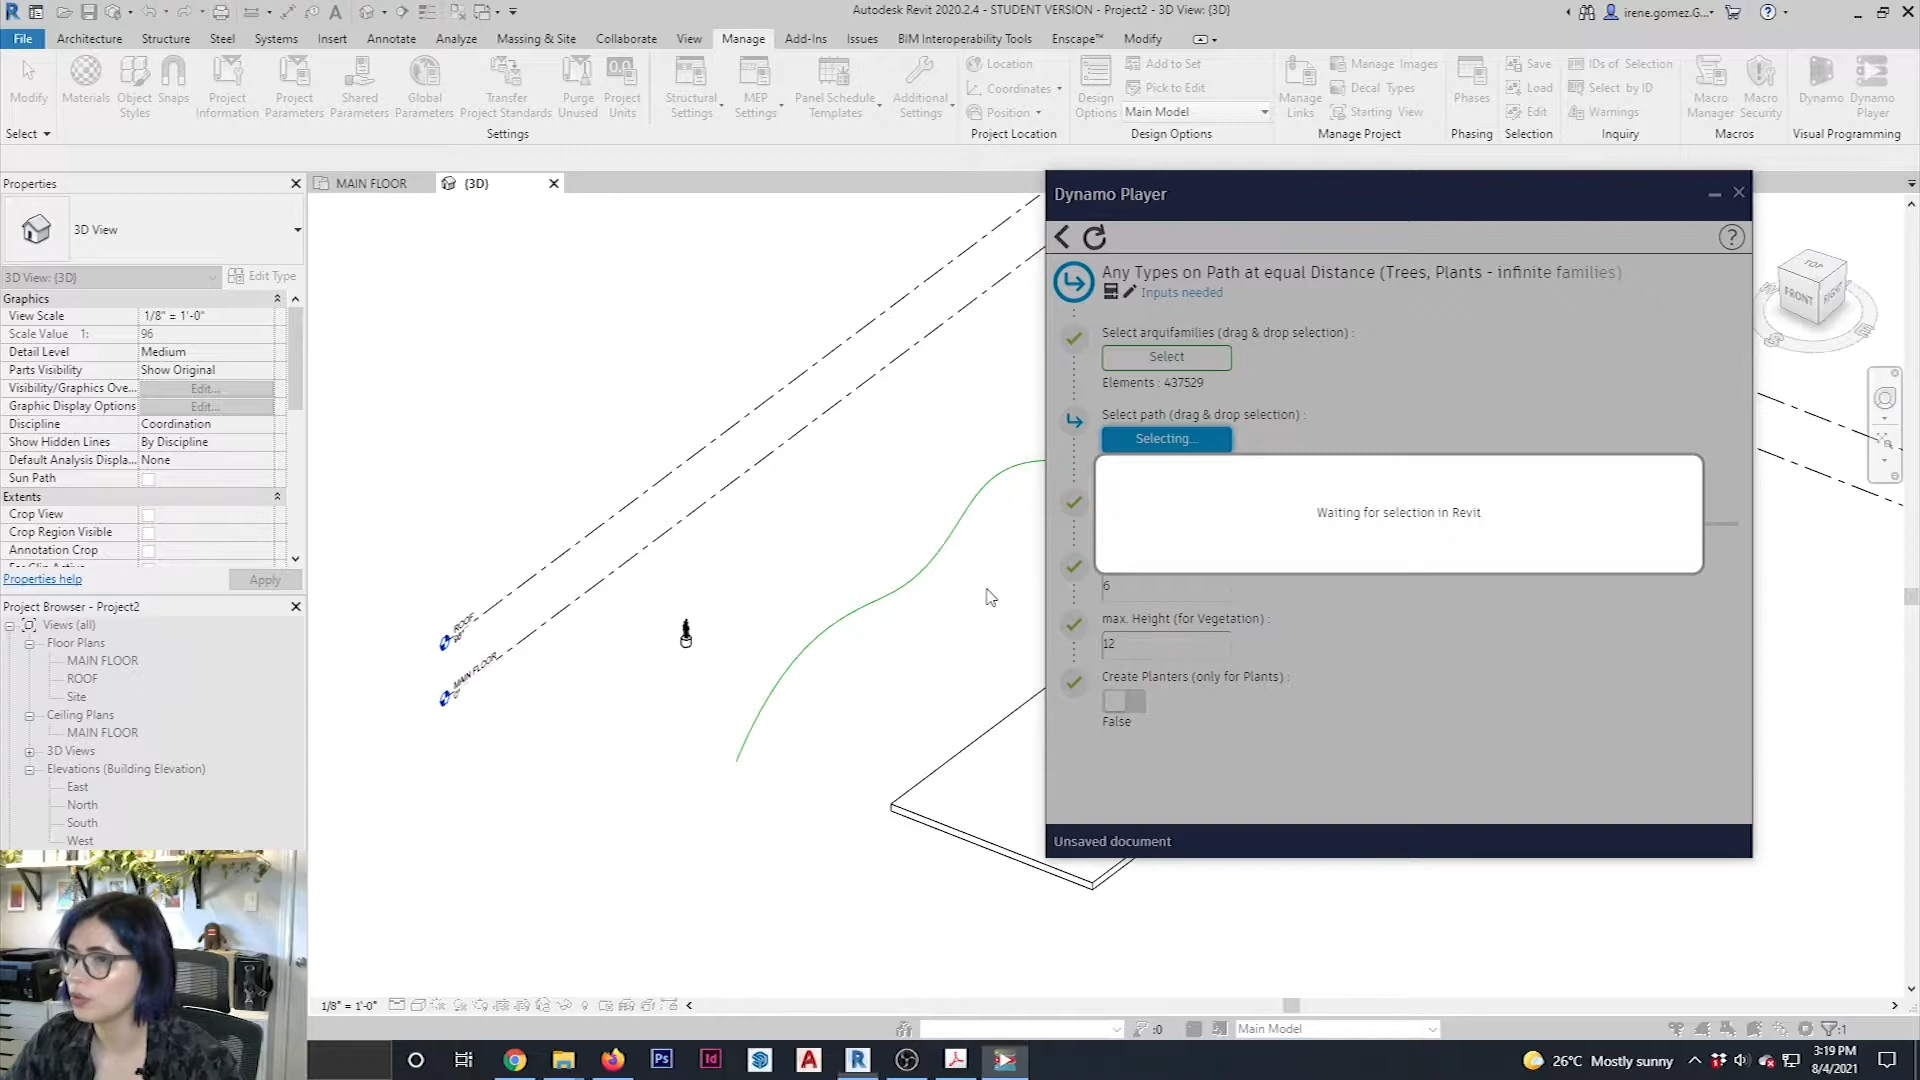 Autodesk Revit 2020.2.4 - STUDENT VERSION - Project2 - 3D View: {3D}
irene.gomez.G...
File Architecture Structure Steel Systems Insert Annotate Analyze Massing & Site Collaborate View Manage Add-Ins Issues BIM Interoperability Tools Enscape™ Modify
Modify
Materials
Object Styles
Snaps
Project Information
Project Parameters
Shared Parameters
Global Parameters
Transfer Project Standards
Purge Unused
Project Units
Structural Settings
MEP Settings
Panel Schedule Templates
Additional Settings
Location
Coordinates
Position
Design Options
Add to Set
Pick to Edit
Main Model
Manage Links
Manage Images
Decal Types
Starting View
Phases
Save
Load
Edit
IDs of Selection
Select by ID
Warnings
Macro Manager
Macro Security
Dynamo
Dynamo Player
Select
Settings
Project Location
Design Options
Manage Project
Phasing
Selection
Inquiry
Macros
Visual Programming
Properties
MAIN FLOOR
{3D}
3D View
3D View: {3D}
Edit Type
Graphics
View Scale 1/8" = 1'-0"
Scale Value 1: 96
Detail Level Medium
Parts Visibility Show Original
Visibility/Graphics Ove... Edit...
Graphic Display Options Edit...
Discipline Coordination
Show Hidden Lines By Discipline
Default Analysis Displa... None
Sun Path
Extents
Crop View
Crop Region Visible
Annotation Crop
Properties help
Apply
Project Browser - Project2
Views (all)
Floor Plans
MAIN FLOOR
ROOF
Site
Ceiling Plans
MAIN FLOOR
3D Views
Elevations (Building Elevation)
East
North
South
West
ROOF
MAIN FLOOR
0"
TOP
FRONT
RIGHT
Dynamo Player
Any Types on Path at equal Distance (Trees, Plants - infinite families)
Inputs needed
Select arquifamilies (drag & drop selection) :
Select
Elements : 437529
Select path (drag & drop selection) :
Selecting...
Waiting for selection in Revit
6
max. Height (for Vegetation) :
12
Create Planters (only for Plants) :
False
Unsaved document
1/8" = 1'-0"
:0
Main Model
:1
Ps
Id
A
R
26°C Mostly sunny
3:19 PM
8/4/2021